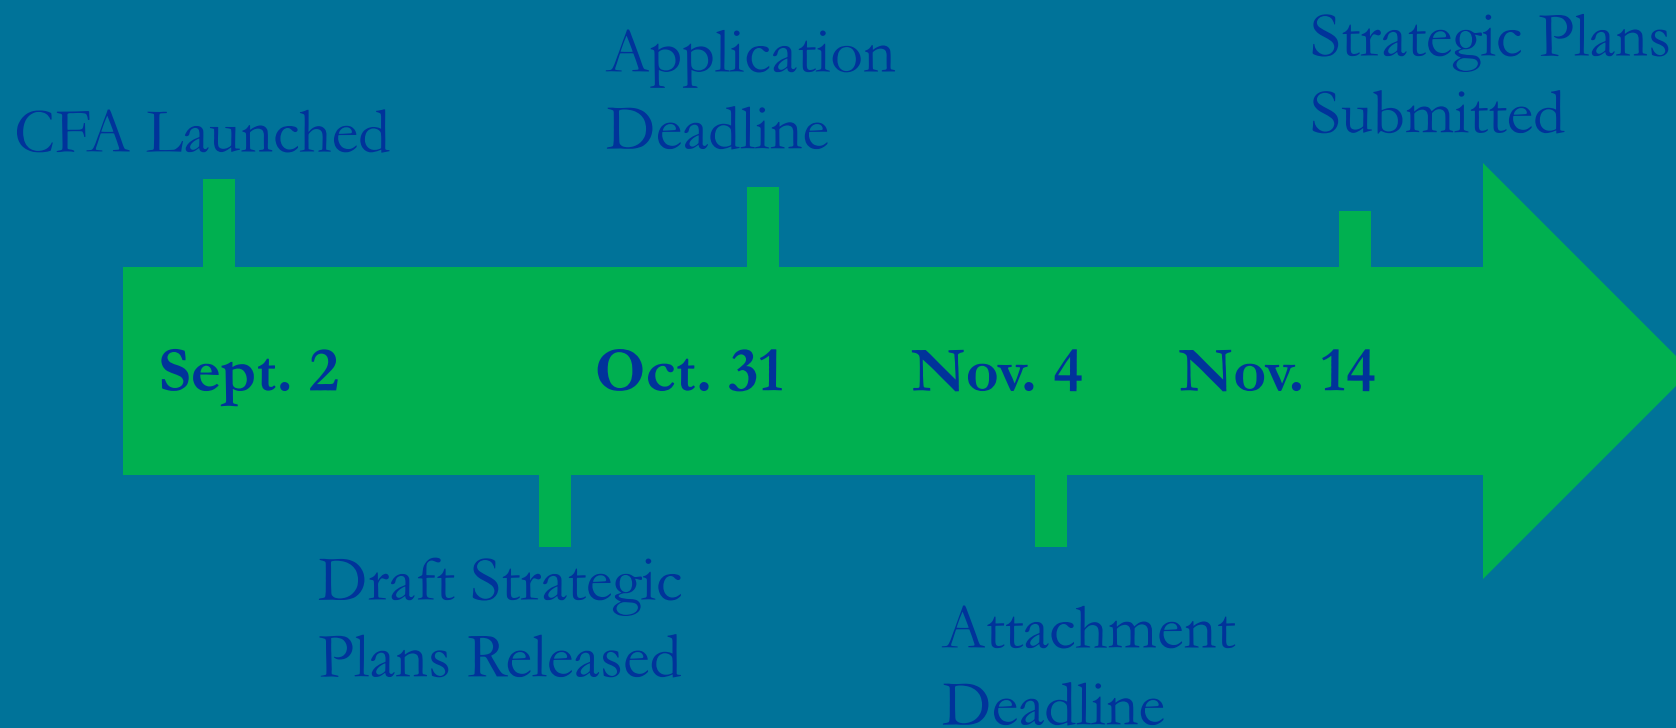 CFA Launched
Application
Deadline
Strategic Plans
Submitted
Sept. 2
Oct. 31
Nov. 4
Nov. 14
Draft Strategic
Plans Released
Attachment
Deadline